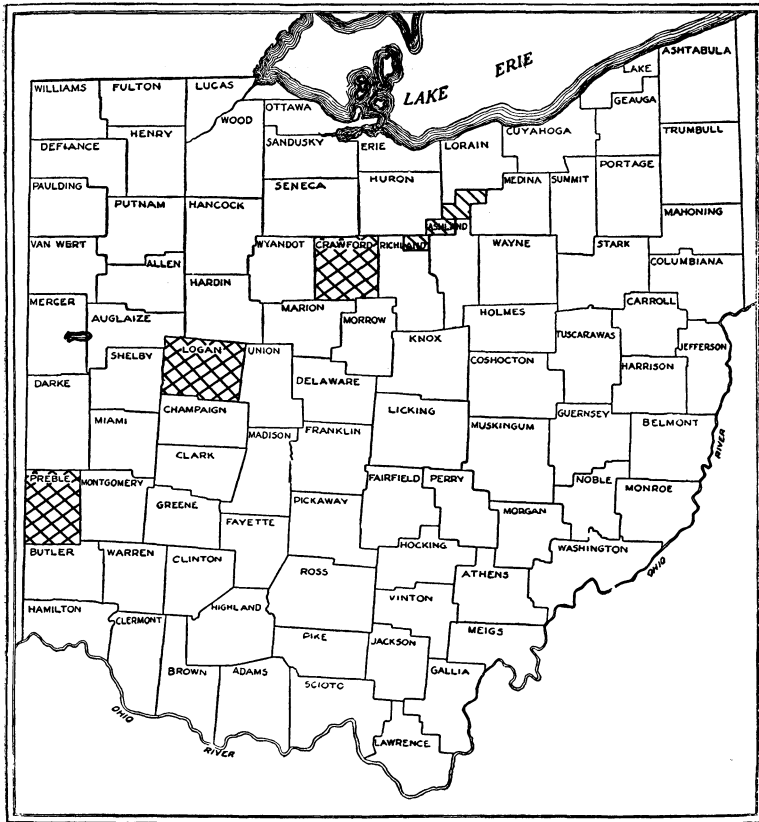 ASHTABULA
LAKE ERIE
LAKE
WILLIAMS
FULTON
LUCAS
GEAUGA
OTTAWA
WOOD
CUYAHOGA
TRUMBULL
HENRY
DEFIANCE
SANDUSKY
ERIE
LORAIN
PORTAGE
SENECA
HURON
MEDINA
SUMMIT
PAULDING
PUTNAM
HANCOCK
MAHONING
ASHLAND
VAN WERT
WYANDOT
CRAWFORD
RICHLAND
WAYNE
STARK
ALLEN
COLUMBIANA
HARDIN
MERCER
CARROLL
AUGLAIZE
MARION
MORROW
HOLMES
KNOX
TUSCARAWAS
JEFFERSON
LOGAN
UNION
SHELBY
COSHOCTON
HARRISON
DARKE
DELAWARE
CHAMPAIGN
LICKING
GUERNSEY
MIAMI
MADISON
FRANKLIN
MUSKINGUM
BELMONT
CLARK
RIVER
PREBLE
MONTGOMERY
FAIRFIELD
PERRY
NOBLE
MONROE
GREENE
PICKAWAY
MORGAN
FAYETTE
BUTLER
WARREN
CLINTON
HOCKING
WASHINGTON
ROSS
ATHENS
OHIO
HAMILTON
HIGHLAND
VINTON
CLERMONT
MEIGS
PIKE
JACKSON
BROWN
ADAMS
SCIOTO
GALLIA
OHIO
RIVER
LAWRENCE